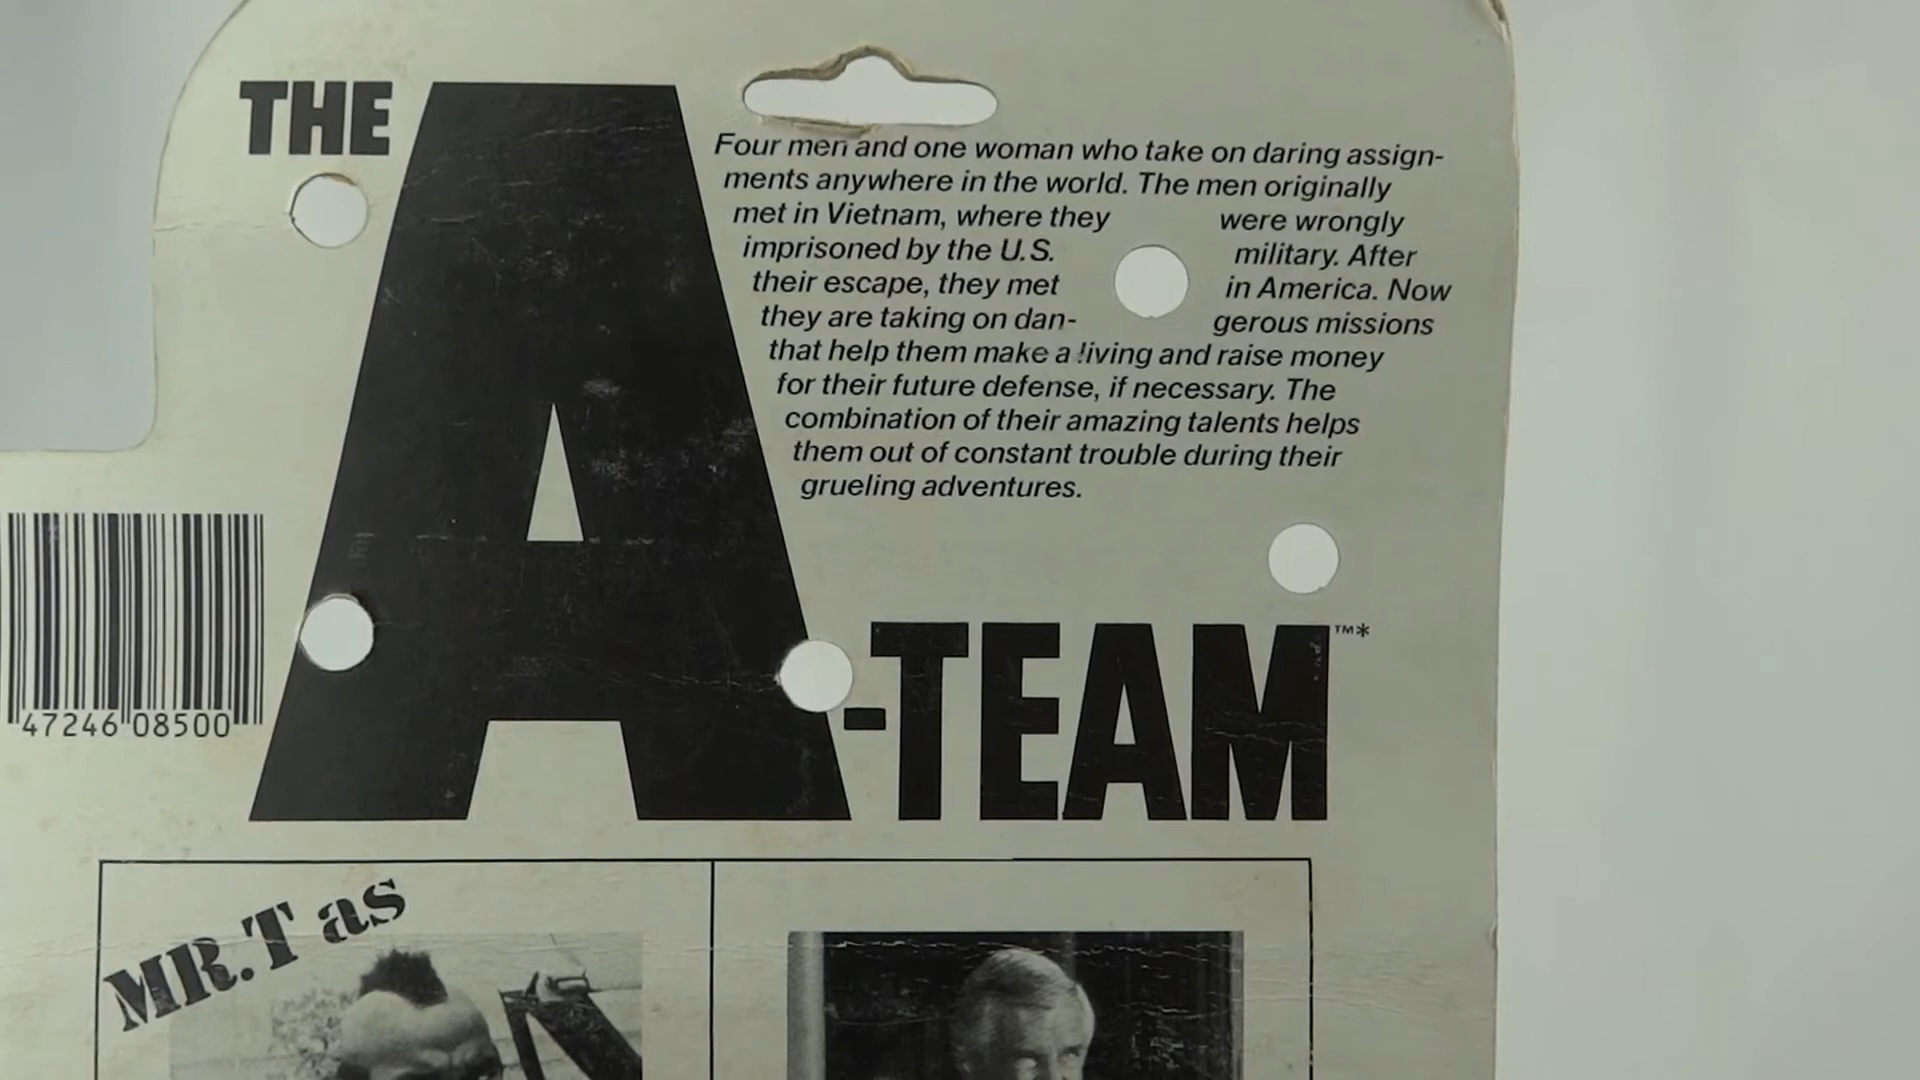 THE
A
-TEAM™*
Four men and one woman who take on daring assign-
ments anywhere in the world. The men originally
met in Vietnam, where they were wrongly
imprisoned by the U.S. military. After
their escape, they met in America. Now
they are taking on dan- gerous missions
that help them make a living and raise money
for their future defense, if necessary. The
combination of their amazing talents helps
them out of constant trouble during their
grueling adventures.
47246 08500
MR.T as